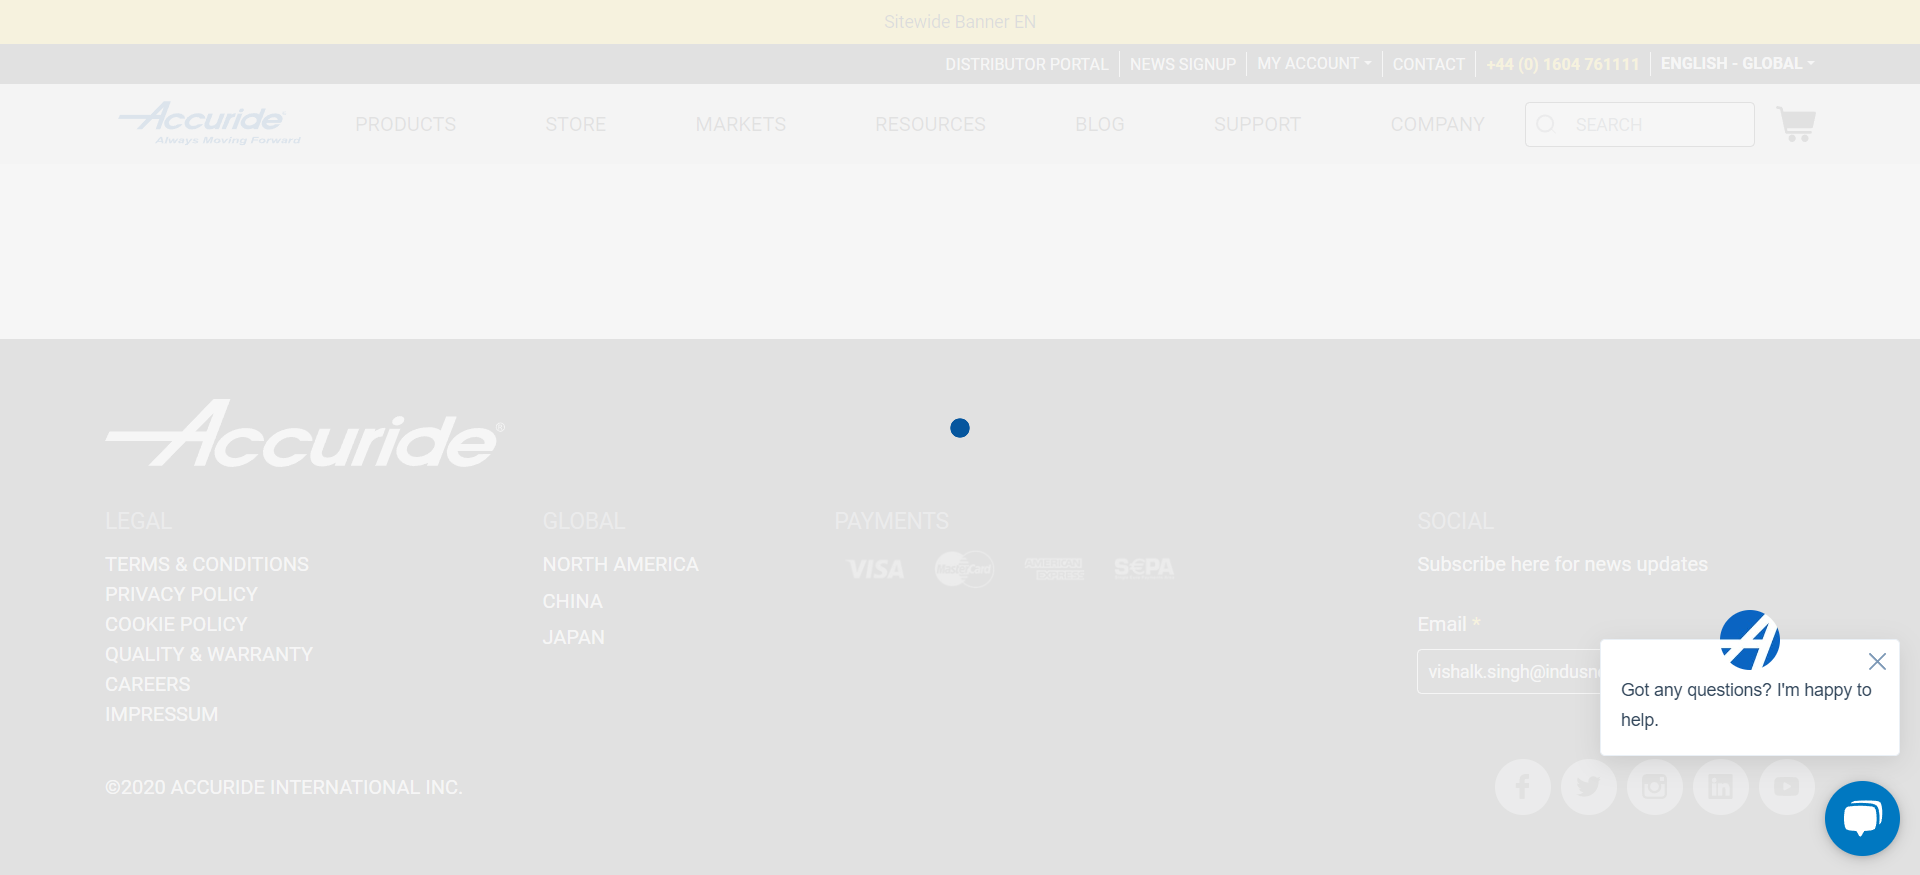 Sitewide Banner EN
DISTRIBUTOR PORTAL NEWS SIGNUP MY ACCOUNT CONTACT +44 (0) 1604 761111 ENGLISH - GLOBAL
Accuride®
Always Moving Forward
PRODUCTS STORE MARKETS RESOURCES BLOG SUPPORT COMPANY SEARCH
Accuride®
LEGAL
TERMS & CONDITIONS
PRIVACY POLICY
COOKIE POLICY
QUALITY & WARRANTY
CAREERS
IMPRESSUM
GLOBAL
NORTH AMERICA
CHINA
JAPAN
PAYMENTS
VISA MasterCard AMERICAN EXPRESS S€PA
SOCIAL
Subscribe here for news updates
Email *
vishalk.singh@indusn
Got any questions? I'm happy to
help.
©2020 ACCURIDE INTERNATIONAL INC.